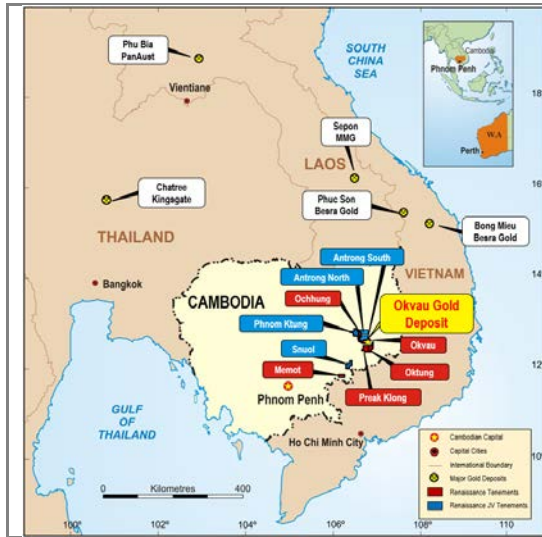 Phu Bia
PanAust
SOUTH
CHINA
SEA
Cambodia
Phnom Penh
W.A
Perth
Vientiane
18°
Sepon
MMG
LAOS
16°
Chatree
Kingsgate
Phuc Son
Besra Gold
Bong Mieu
Besra Gold
THAILAND
Antrong South
14°
Antrong North
VIETNAM
Bangkok
CAMBODIA
Ochhung
Okvau Gold
Deposit
Phnom Ktung
Okvau
Snuol
Oktung
12°
Memot
Preak Klong
Phnom Penh
GULF
OF
THAILAND
Ho Chi Minh City
Cambodian Capital
Capital Cities
International Boundary
Major Gold Deposits
Renaissance Tenements
Renaissance JV Tenements
10°
Kilometres
0
400
100°
102°
104°
106°
108°
110°